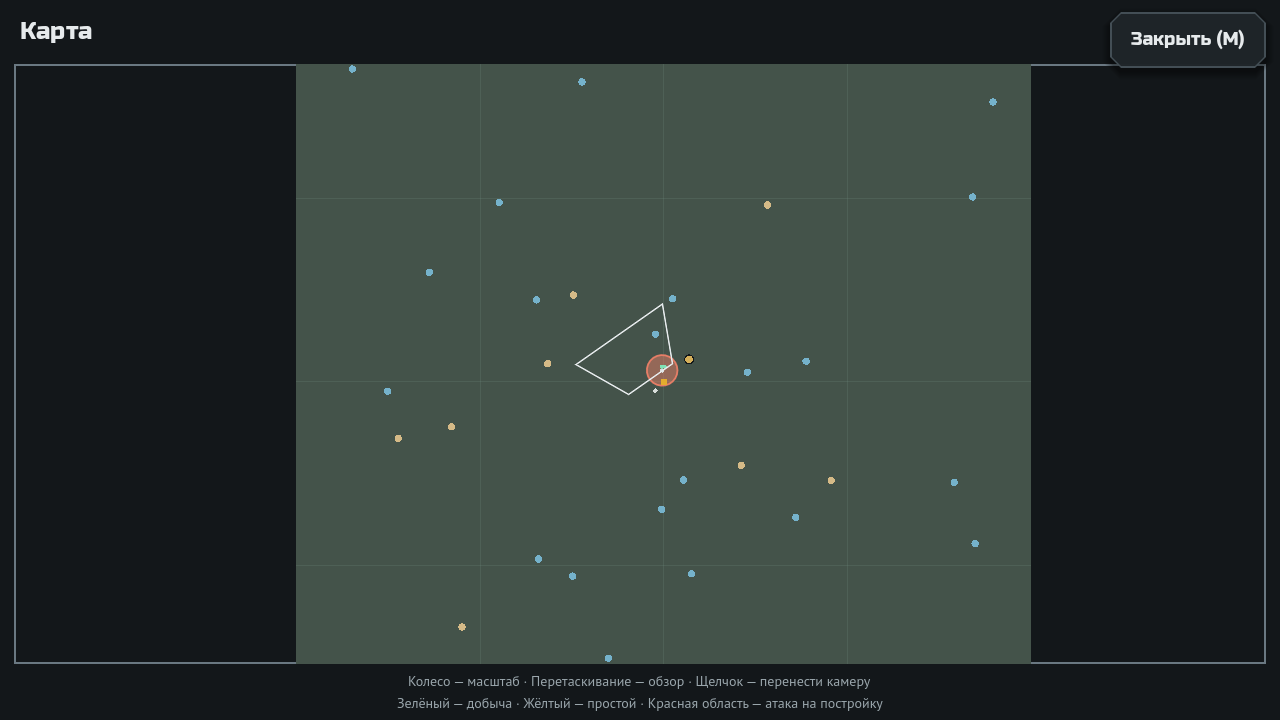 Карта
Закрыть (M)
Колесо — масштаб · Перетаскивание — обзор · Щелчок — перенести камеру
Зелёный — добыча · Жёлтый — простой · Красная область — атака на постройку